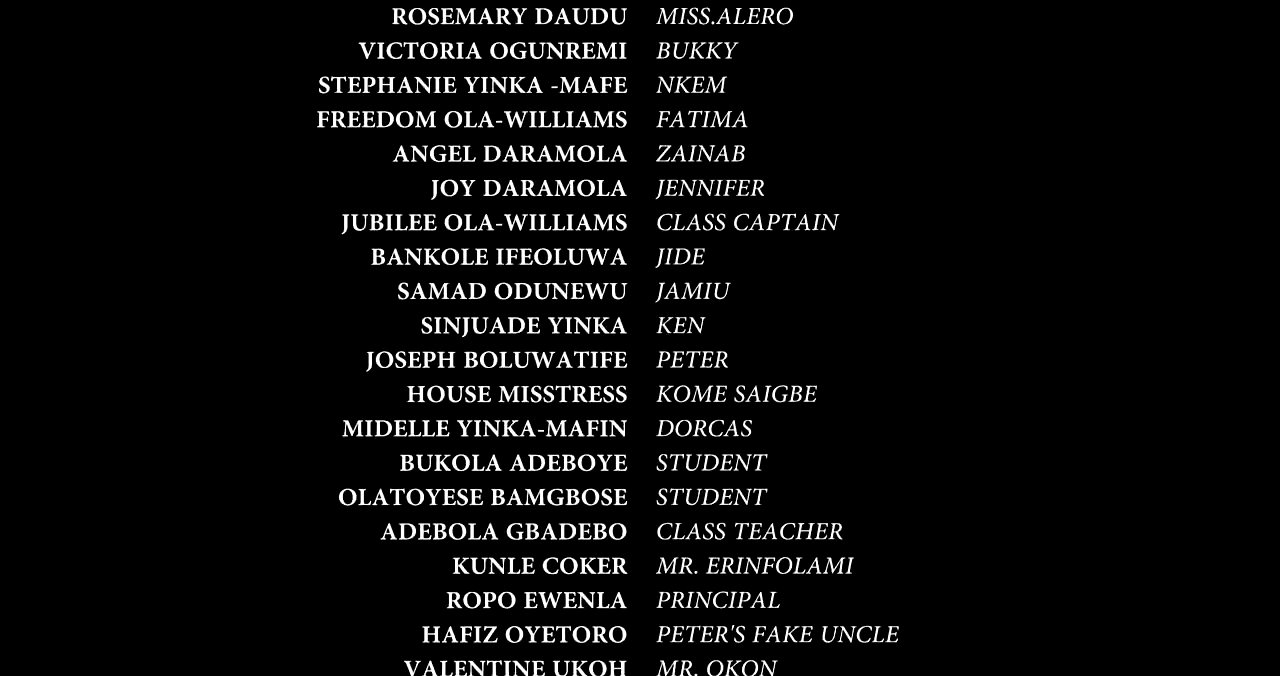 ROSEMARY DAUDU MISS.ALERO
VICTORIA OGUNREMI BUKKY
STEPHANIE YINKA -MAFE NKEM
FREEDOM OLA-WILLIAMS FATIMA
ANGEL DARAMOLA ZAINAB
JOY DARAMOLA JENNIFER
JUBILEE OLA-WILLIAMS CLASS CAPTAIN
BANKOLE IFEOLUWA JIDE
SAMAD ODUNEWU JAMIU
SINJUADE YINKA KEN
JOSEPH BOLUWATIFE PETER
HOUSE MISSTRESS KOME SAIGBE
MIDELLE YINKA-MAFIN DORCAS
BUKOLA ADEBOYE STUDENT
OLATOYESE BAMGBOSE STUDENT
ADEBOLA GBADEBO CLASS TEACHER
KUNLE COKER MR. ERINFOLAMI
ROPO EWENLA PRINCIPAL
HAFIZ OYETORO PETER'S FAKE UNCLE
VALENTINE UKOH MR. OKON